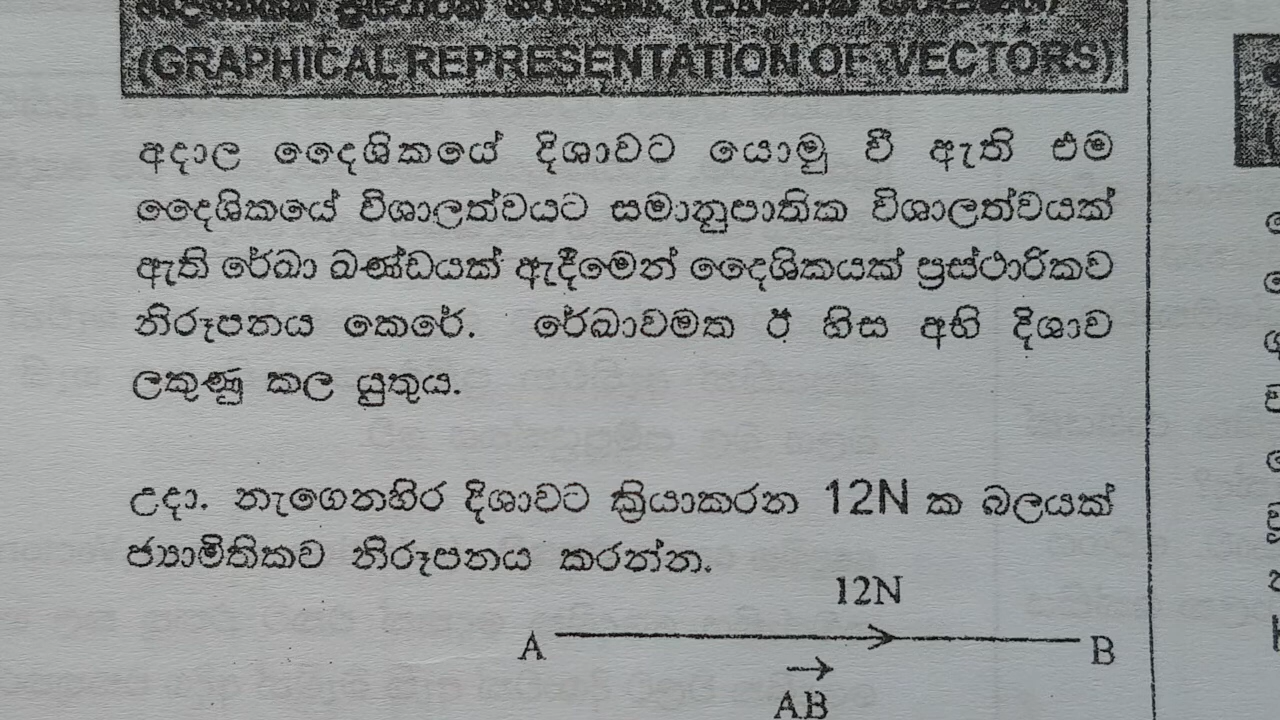 (GRAPHICAL REPRESENTATION OF VECTORS)
අදාල දෛශිකයේ දිශාවට යොමු වී ඇති එම
දෛශිකයේ විශාලත්වයට සමානුපාතික විශාලත්වයක්
ඇති රේඛා ඛණ්ඩයක් ඇදීමෙන් දෛශිකයක් ප්‍රස්ථාරිකව
නිරූපනය කෙරේ. රේඛාවමත ඊ හිස අභි දිශාව
ලකුණු කල යුතුය.
උදා. නැගෙනහිර දිශාවට ක්‍රියාකරන 12N ක බලයක්
ජ්‍යාමිතිකව නිරූපනය කරන්න.
12N
A B
AB